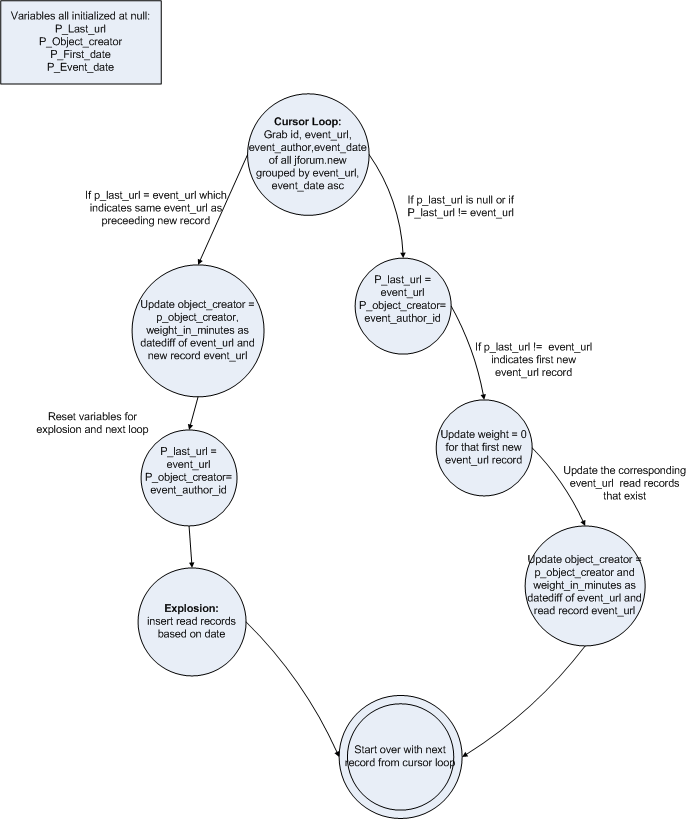 Variables all initialized at null:
P_Last_url
P_Object_creator
P_First_date
P_Event_date
Cursor Loop:
Grab id, event_url,
event_author,event_date
of all jforum.new
grouped by event_url,
event_date asc
If p_last_url = event_url which
indicates same event_url as
preceeding new record
If p_last_url is null or if
P_last_url != event_url
Update object_creator =
p_object_creator,
weight_in_minutes as
datediff of event_url and
new record event_url
P_last_url =
event_url
P_object_creator=
event_author_id
If p_last_url != event_url
indicates first new
event_url record
Reset variables for
explosion and next loop
P_last_url =
event_url
P_object_creator=
event_author_id
Update weight = 0
for that first new
event_url record
Update the corresponding
event_url read records
that exist
Explosion:
insert read records
based on date
Update object_creator =
p_object_creator and
weight_in_minutes as
datediff of event_url and
read record event_url
Start over with next
record from cursor loop